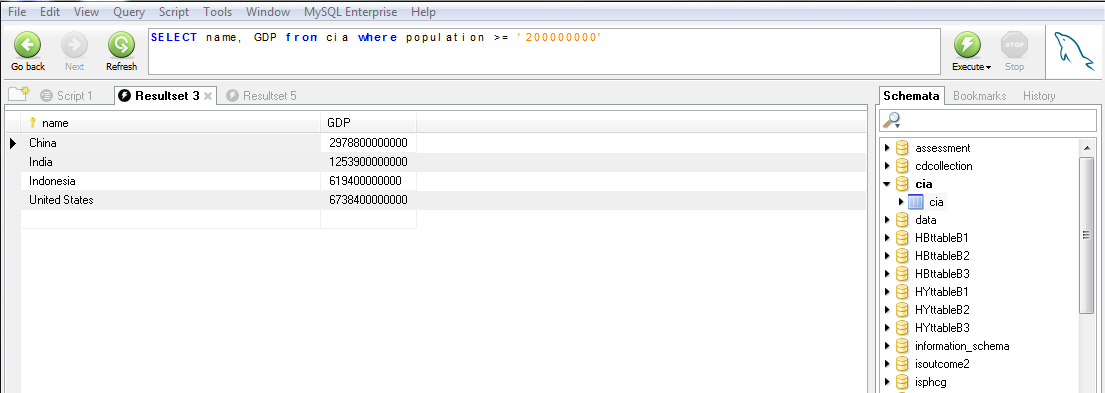 File Edit View Query Script Tools Window MySQL Enterprise Help
SELECT name, GDP from cia where population >= '200000000'
Go back Next Refresh Execute STOP Stop
Script 1 Resultset 3 Resultset 5
name GDP
China 2978800000000
India 1253900000000
Indonesia 619400000000
United States 6738400000000
Schemata Bookmarks History
assessment
cdcollection
cia
cia
data
HBttableB1
HBttableB2
HBttableB3
HYttableB1
HYttableB2
HYttableB3
information_schema
isoutcome2
isphcg